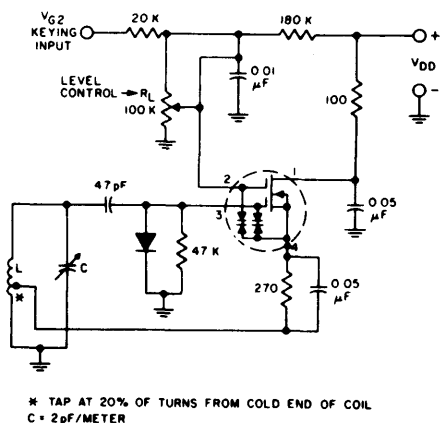 VG2
KEYING
INPUT
20 K
180 K
+
VDD
-
LEVEL
CONTROL → RL
100 K
0.01
μF
100
47pF
2
1
3
4
0.05
μF
47 K
L
*
C
270
0.05
μF
* TAP AT 20% OF TURNS FROM COLD END OF COIL
C = 2pF/METER